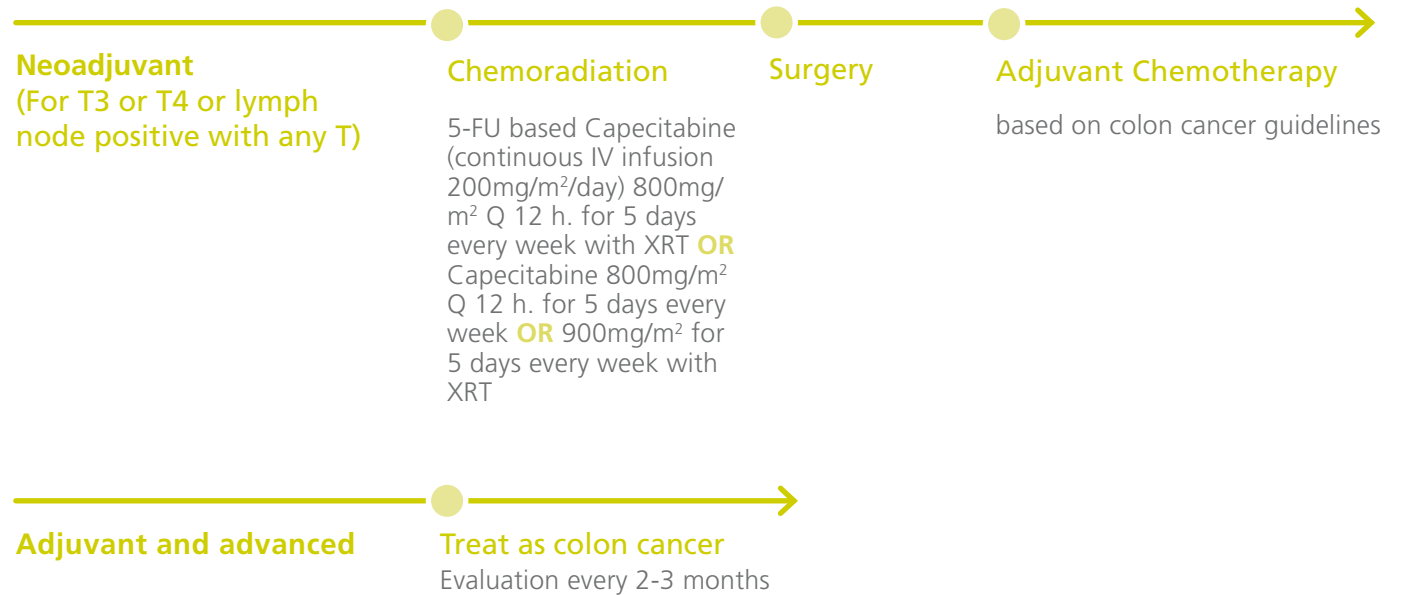 Neoadjuvant
(For T3 or T4 or lymph
node positive with any T)
Chemoradiation
5-FU based Capecitabine
(continuous IV infusion
200mg/m²/day) 800mg/
m² Q 12 h. for 5 days
every week with XRT OR
Capecitabine 800mg/m²
Q 12 h. for 5 days every
week OR 900mg/m² for
5 days every week with
XRT
Surgery
Adjuvant Chemotherapy
based on colon cancer guidelines
Adjuvant and advanced
Treat as colon cancer
Evaluation every 2-3 months